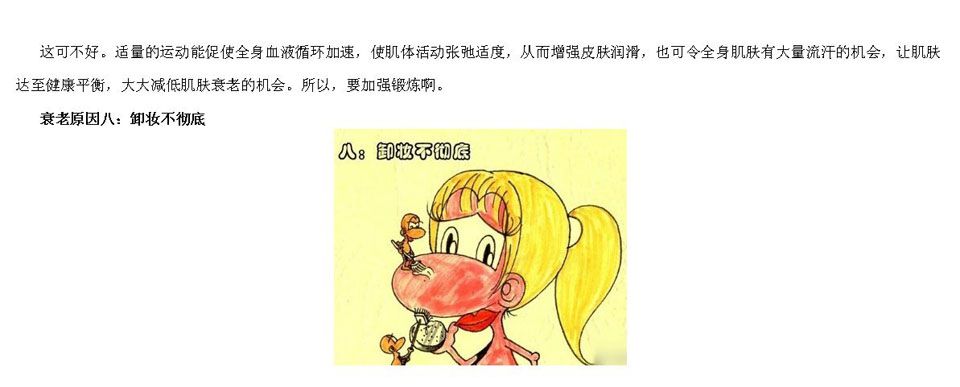 这可不好。适量的运动能促使全身血液循环加速，使肌体活动张弛适度，从而增强皮肤润滑，也可令全身肌肤有大量流汗的机会，让肌肤
达至健康平衡，大大减低肌肤衰老的机会。所以，要加强锻炼啊。
衰老原因八：卸妆不彻底
八：卸妆不彻底